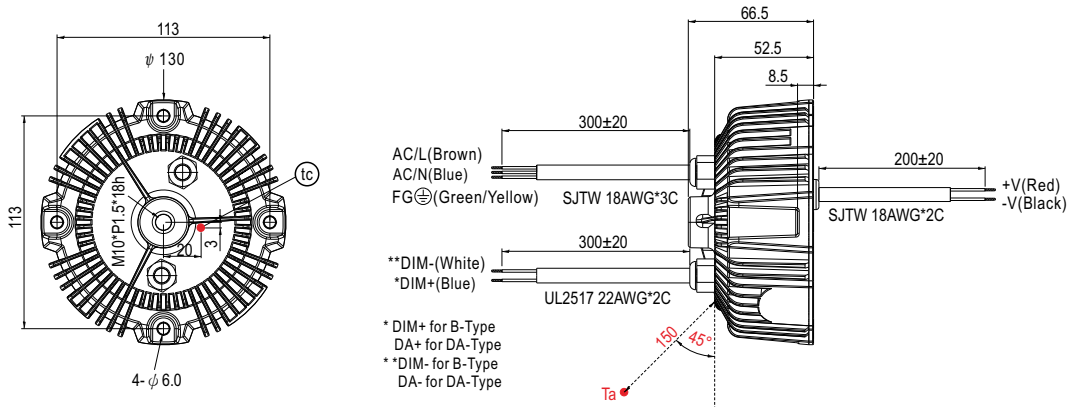 113
ψ 130
113
M10*P1.5*18h
tc
3
20
4- ϕ 6.0
66.5
52.5
8.5
300±20
AC/L(Brown)
AC/N(Blue)
FG⏚(Green/Yellow)
SJTW 18AWG*3C
200±20
+V(Red)
-V(Black)
SJTW 18AWG*2C
300±20
**DIM-(White)
*DIM+(Blue)
UL2517 22AWG*2C
* DIM+ for B-Type
DA+ for DA-Type
* *DIM- for B-Type
DA- for DA-Type
150
45°
Ta